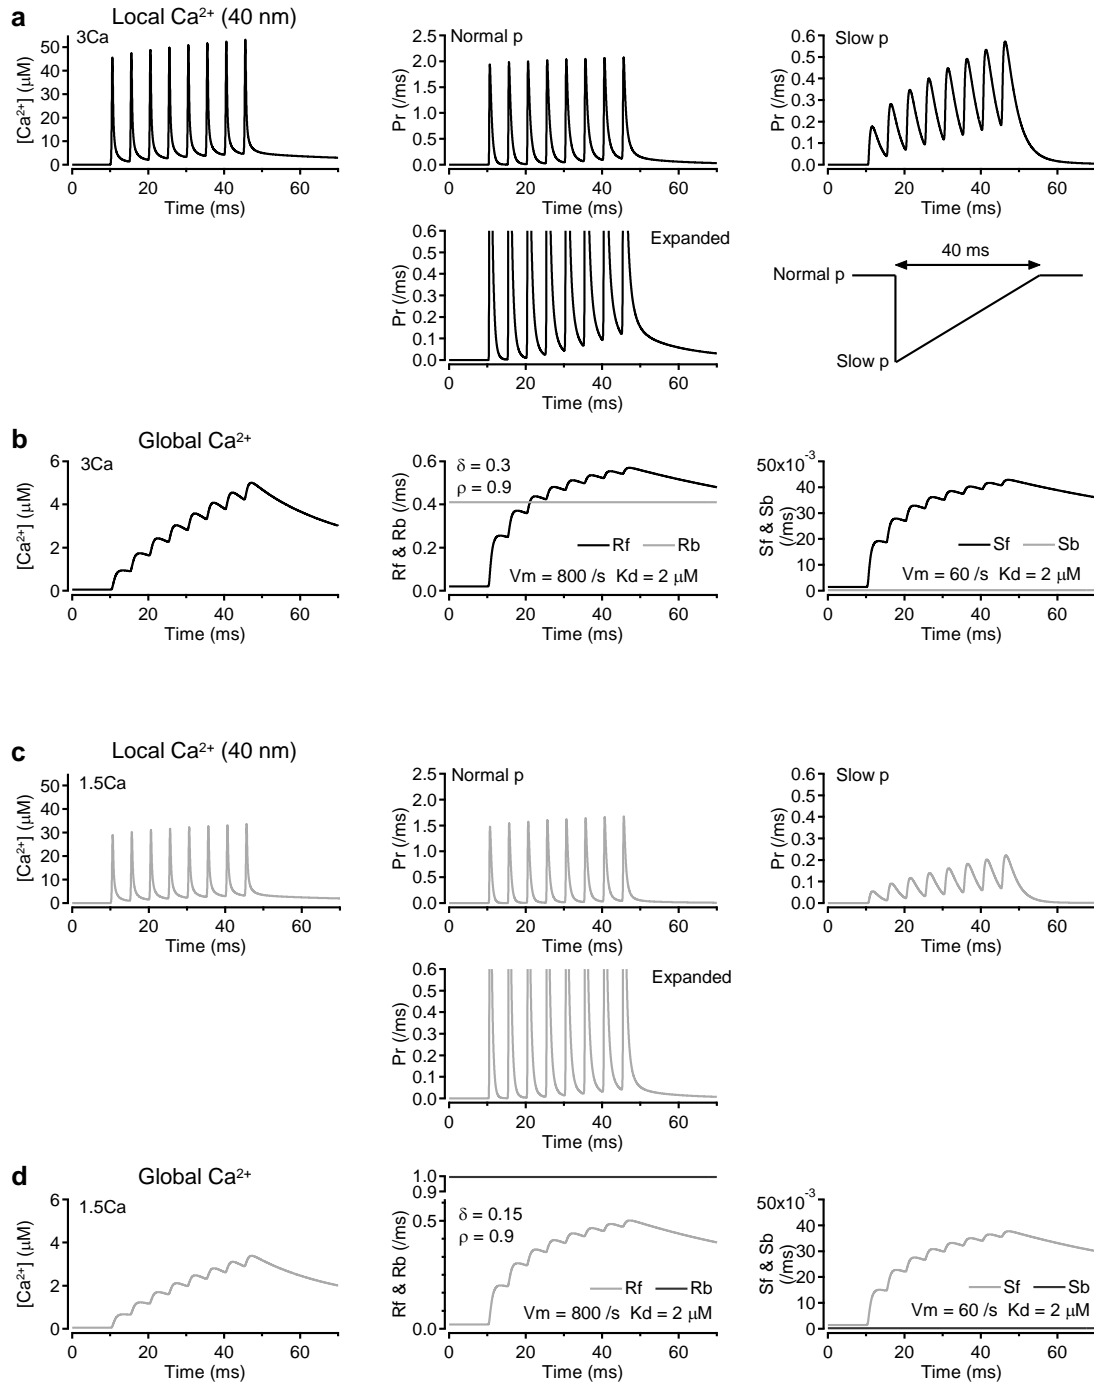 a
Local Ca²⁺ (40 nm)
3Ca
[Ca²⁺] (μM)
50
40
30
20
10
0
0 20 40 60
Time (ms)
Normal p
Pr (/ms)
2.5
2.0
1.5
1.0
0.5
0.0
0 20 40 60
Time (ms)
Slow p
Pr (/ms)
0.6
0.5
0.4
0.3
0.2
0.1
0.0
0 20 40 60
Time (ms)
Expanded
Pr (/ms)
0.6
0.5
0.4
0.3
0.2
0.1
0.0
0 20 40 60
Time (ms)
40 ms
Normal p
Slow p
b
Global Ca²⁺
3Ca
[Ca²⁺] (μM)
6
4
2
0
0 20 40 60
Time (ms)
Rf & Rb (/ms)
0.6
0.4
0.2
0.0
δ = 0.3
ρ = 0.9
Rf Rb
Vm = 800 /s Kd = 2 μM
0 20 40 60
Time (ms)
Sf & Sb
(/ms)
50x10⁻³
40
30
20
10
0
Sf Sb
Vm = 60 /s Kd = 2 μM
0 20 40 60
Time (ms)
c
Local Ca²⁺ (40 nm)
1.5Ca
[Ca²⁺] (μM)
50
40
30
20
10
0
0 20 40 60
Time (ms)
Normal p
Pr (/ms)
2.5
2.0
1.5
1.0
0.5
0.0
0 20 40 60
Time (ms)
Slow p
Pr (/ms)
0.6
0.5
0.4
0.3
0.2
0.1
0.0
0 20 40 60
Time (ms)
Expanded
Pr (/ms)
0.6
0.5
0.4
0.3
0.2
0.1
0.0
0 20 40 60
Time (ms)
d
Global Ca²⁺
1.5Ca
[Ca²⁺] (μM)
6
4
2
0
0 20 40 60
Time (ms)
Rf & Rb (/ms)
1.0
0.9
0.5
0.0
δ = 0.15
ρ = 0.9
Rf Rb
Vm = 800 /s Kd = 2 μM
0 20 40 60
Time (ms)
Sf & Sb
(/ms)
50x10⁻³
40
30
20
10
0
Sf Sb
Vm = 60 /s Kd = 2 μM
0 20 40 60
Time (ms)